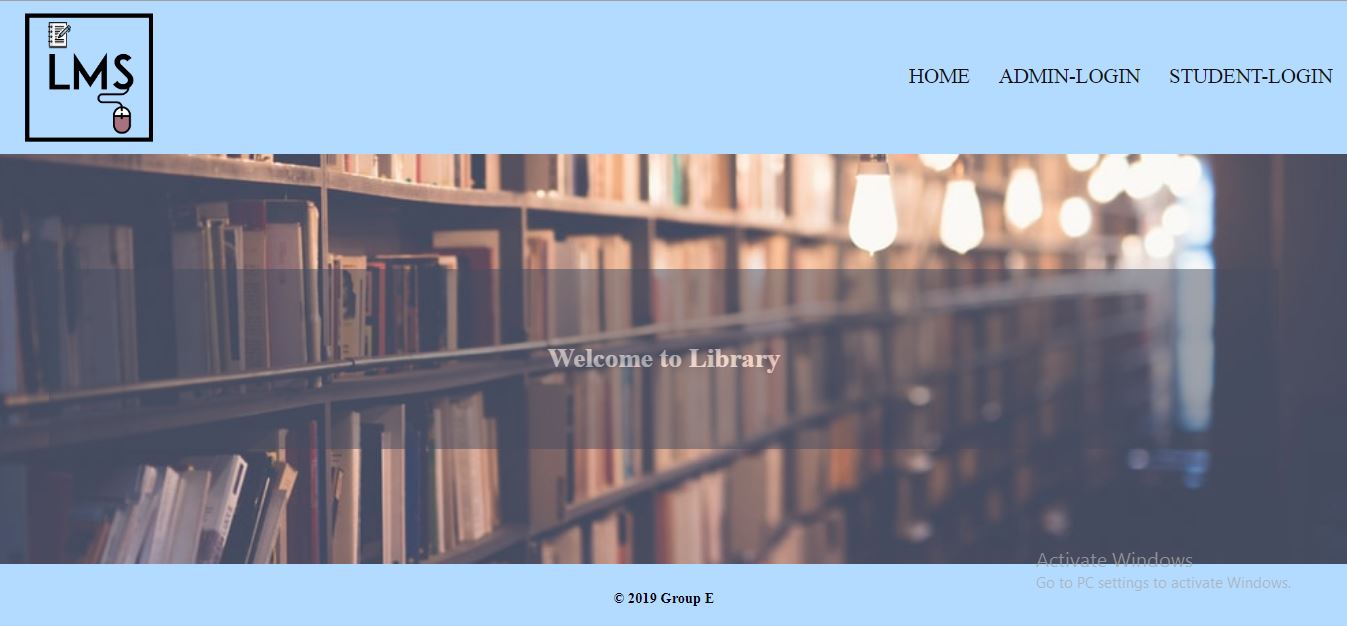 LMS
HOME ADMIN-LOGIN STUDENT-LOGIN
Welcome to Library
Activate Windows
Go to PC settings to activate Windows.
© 2019 Group E